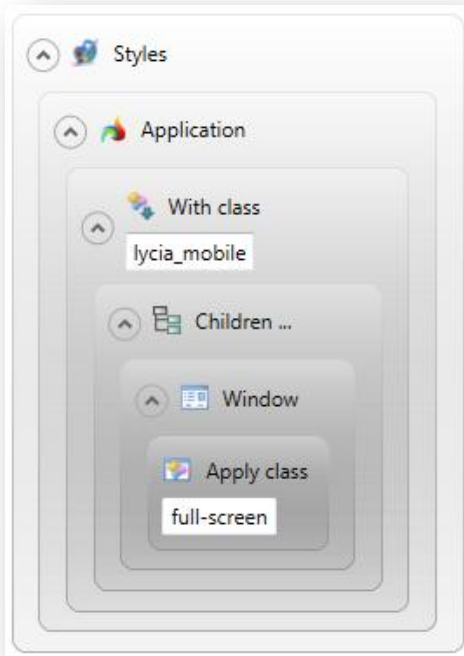 Styles
Application
With class
lycia_mobile
Children ...
Window
Apply class
full-screen